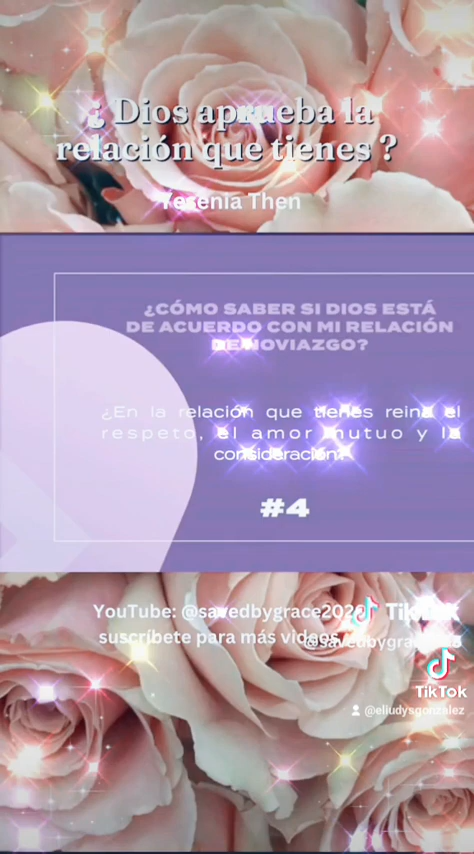 ¿ Dios aprueba la
relación que tienes ?
Yesenia Then
¿CÓMO SABER SI DIOS ESTÁ
DE ACUERDO CON MI RELACIÓN
DE NOVIAZGO?
¿En la relación que tienes reina el
respeto, el amor mutuo y la
consideración?
#4
YouTube: @savedbygrace2026
suscríbete para más videos
TikTok
TikTok
@eliudysgonzalez